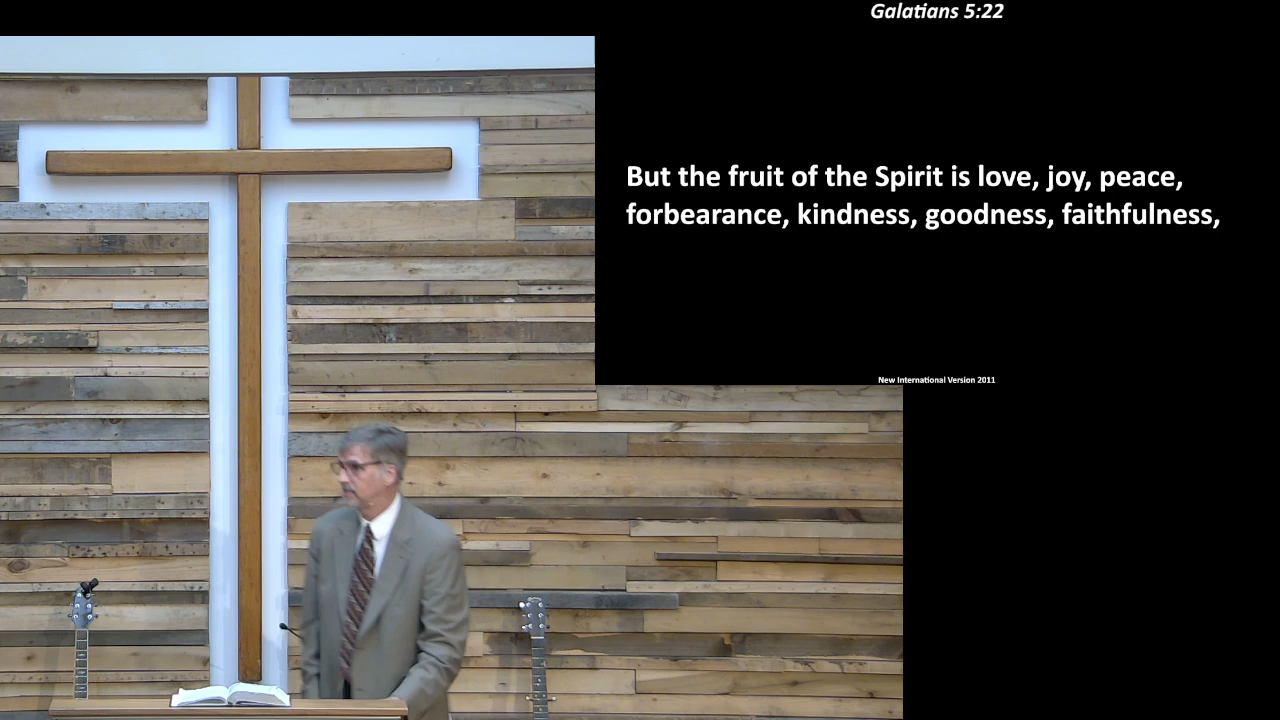 Galatians 5:22
But the fruit of the Spirit is love, joy, peace,
forbearance, kindness, goodness, faithfulness,
New International Version 2011